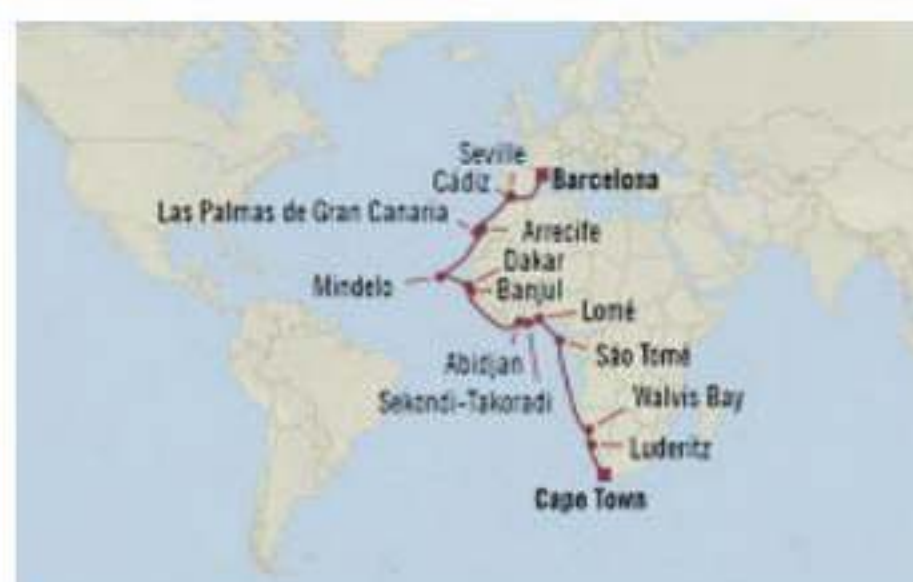 Seville
Barcelona
Cádiz
Las Palmas de Gran Canaria
Arrecife
Dakar
Mindelo
Banjul
Lomé
Abidjan
São Tomé
Sekondi-Takoradi
Walvis Bay
Luderitz
Cape Town